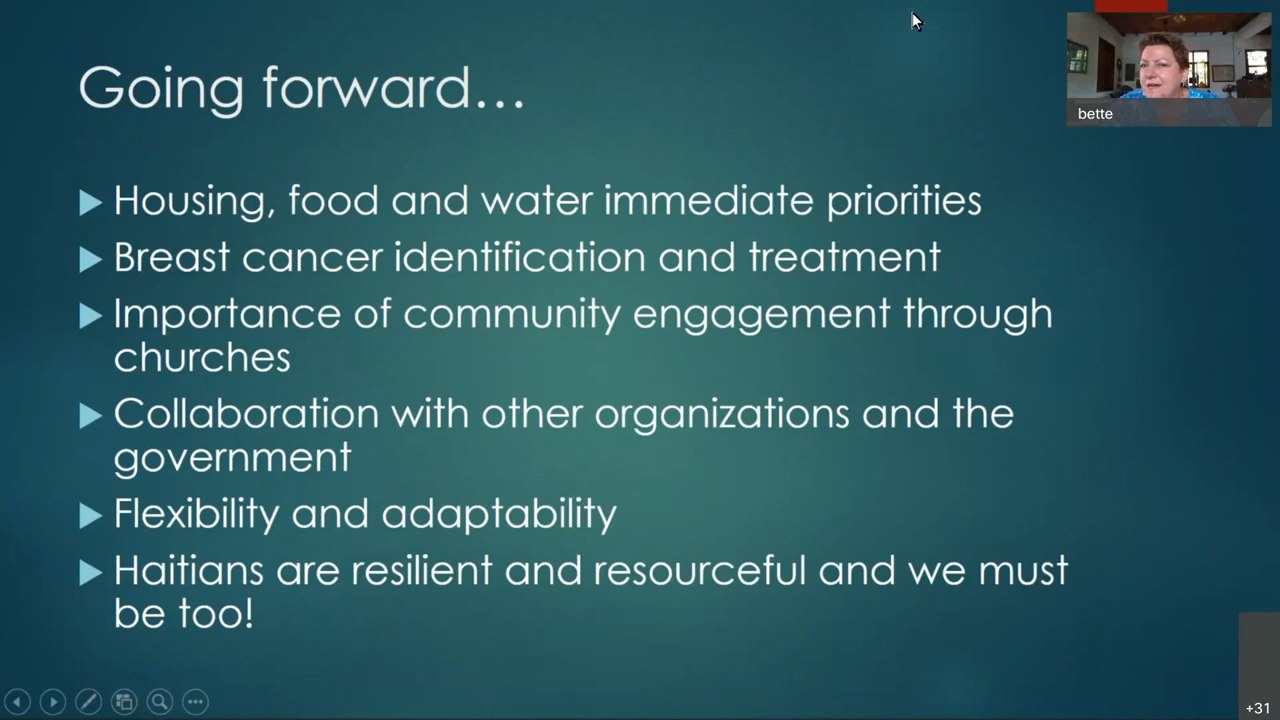 Going forward...
bette
Housing, food and water immediate priorities
Breast cancer identification and treatment
Importance of community engagement through
churches
Collaboration with other organizations and the
government
Flexibility and adaptability
Haitians are resilient and resourceful and we must
be too!
+31